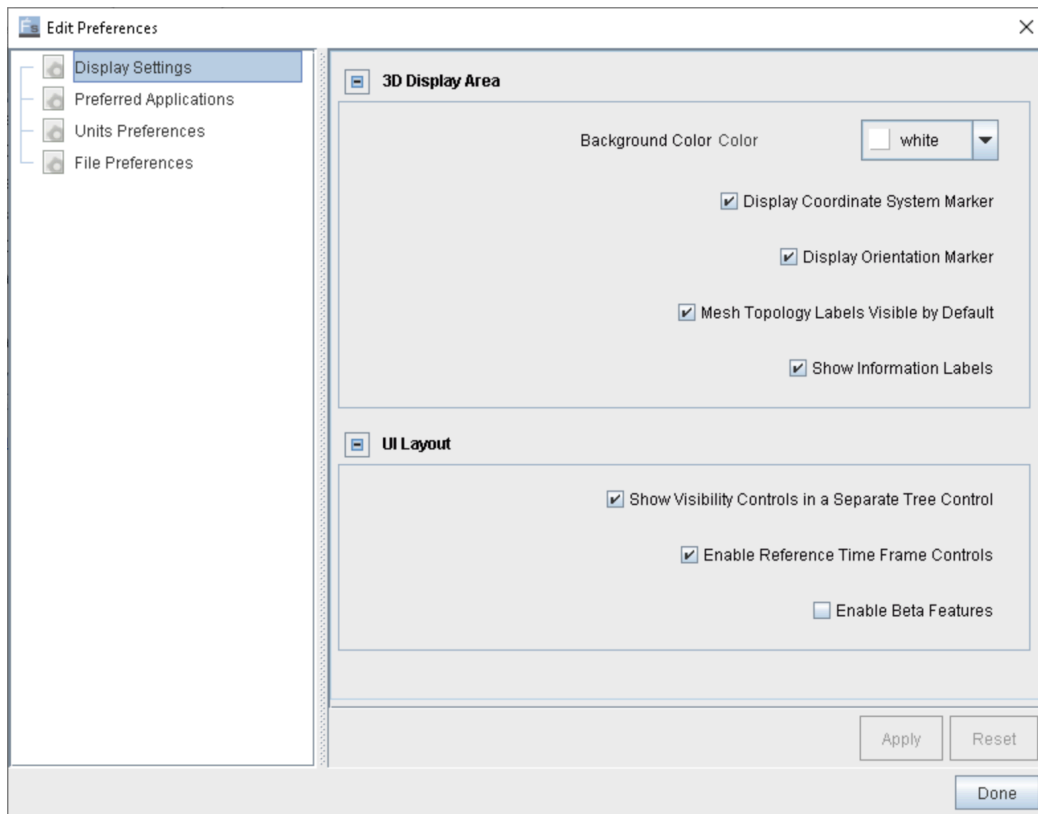 Fs Edit Preferences
Display Settings
Preferred Applications
Units Preferences
File Preferences
3D Display Area
Background Color Color white
Display Coordinate System Marker
Display Orientation Marker
Mesh Topology Labels Visible by Default
Show Information Labels
UI Layout
Show Visibility Controls in a Separate Tree Control
Enable Reference Time Frame Controls
Enable Beta Features
Apply Reset
Done